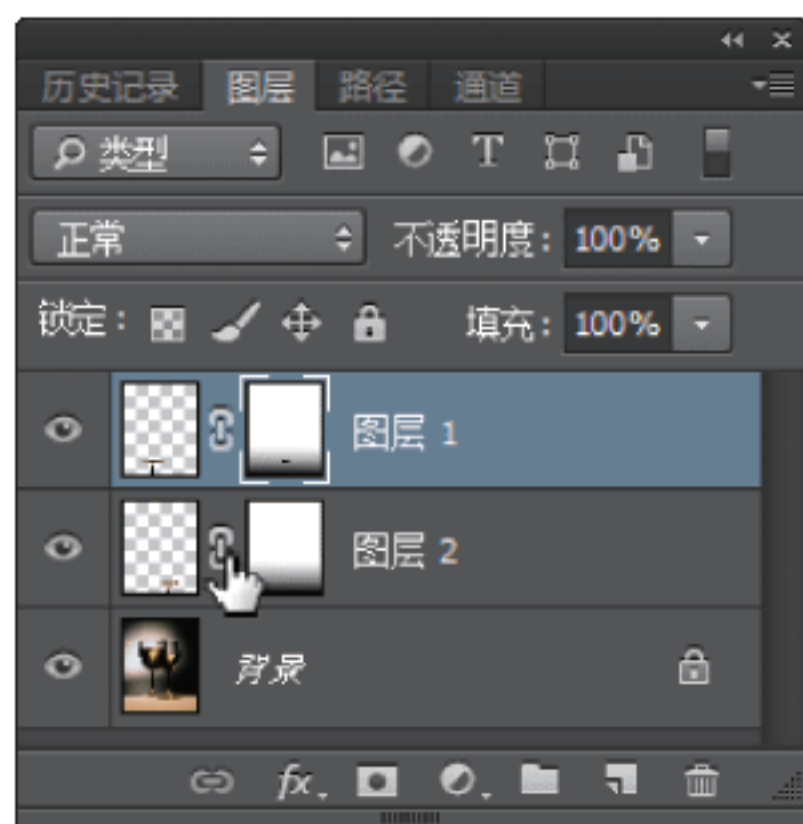 历史记录 图层 路径 通道
类型 T
正常 不透明度: 100%
锁定: 填充: 100%
图层 1
图层 2
背景
fx.